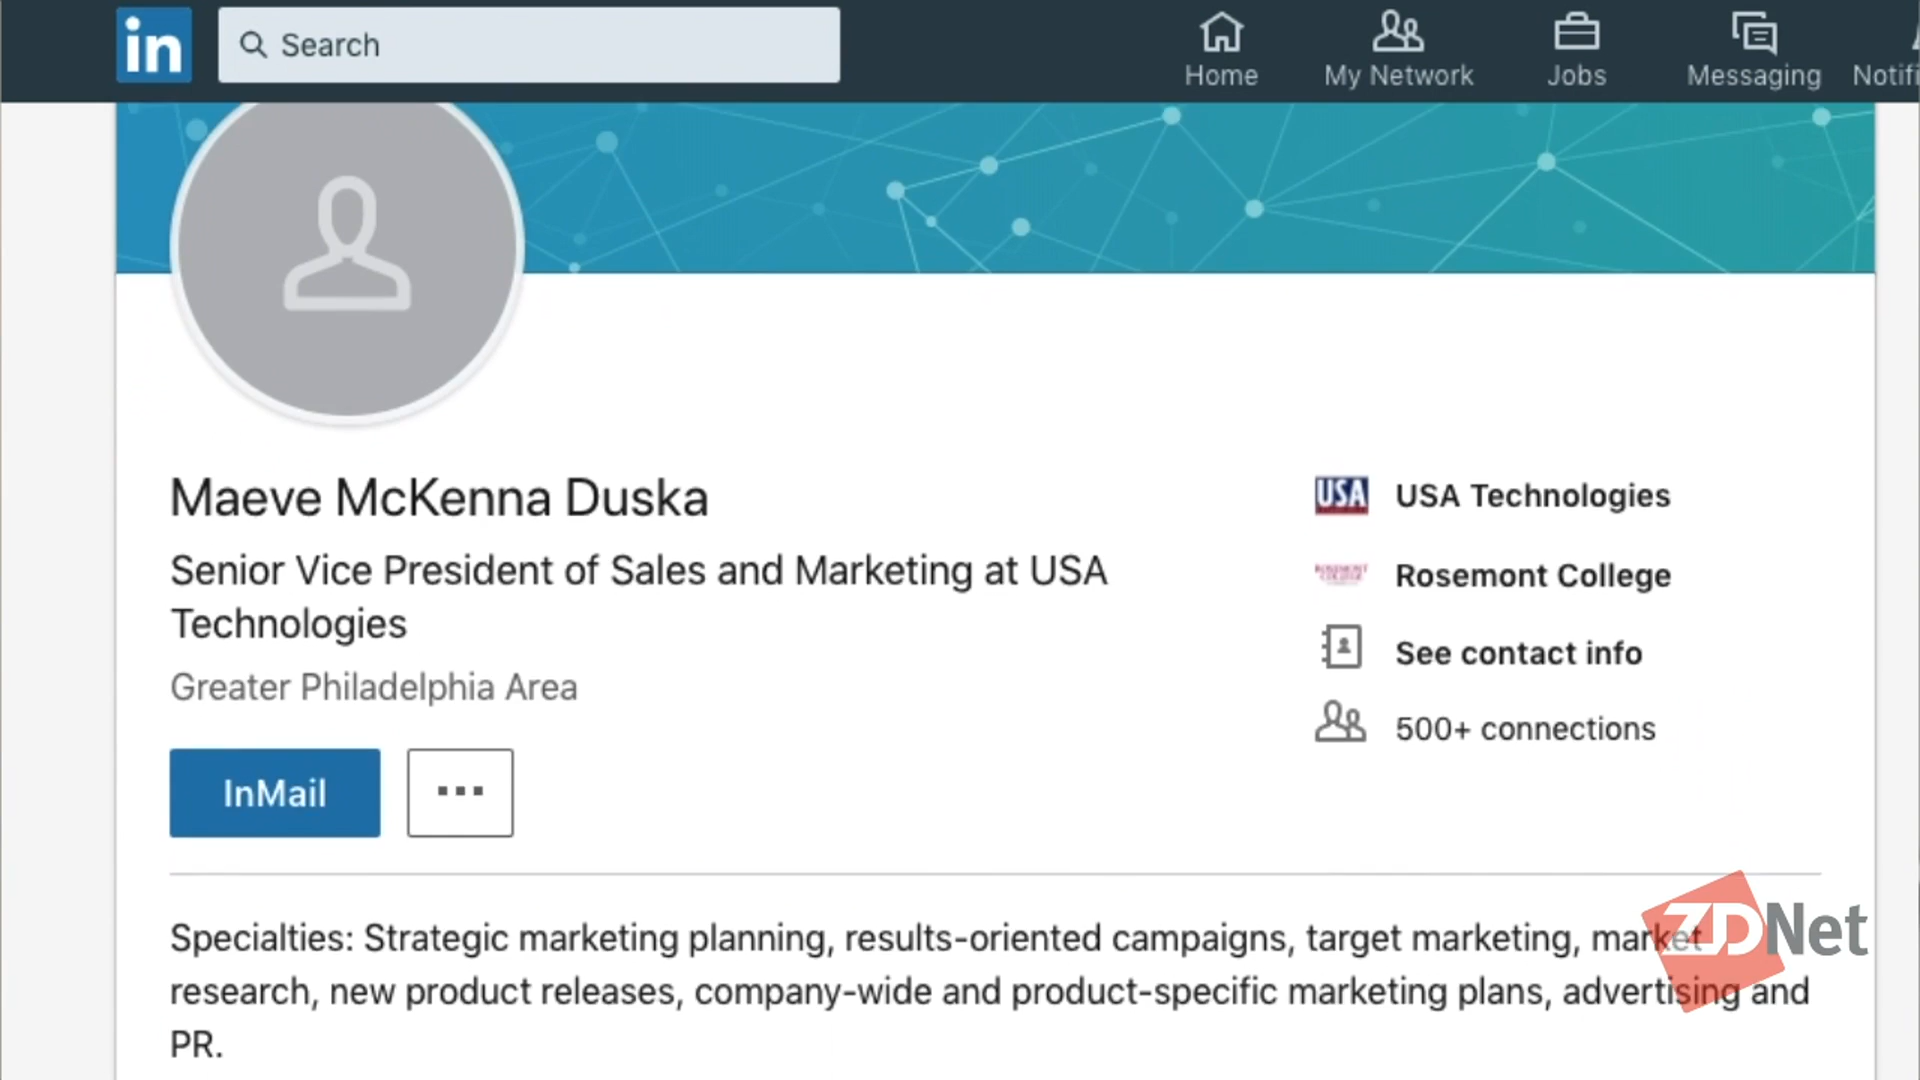 in
Search
Home
My Network
Jobs
Messaging
Notifi
Maeve McKenna Duska
Senior Vice President of Sales and Marketing at USA
Technologies
Greater Philadelphia Area
InMail
USA
USA Technologies
ROSEMONT
COLLEGE
Rosemont College
See contact info
500+ connections
Specialties: Strategic marketing planning, results-oriented campaigns, target marketing, market
research, new product releases, company-wide and product-specific marketing plans, advertising and
PR.
ZDNet